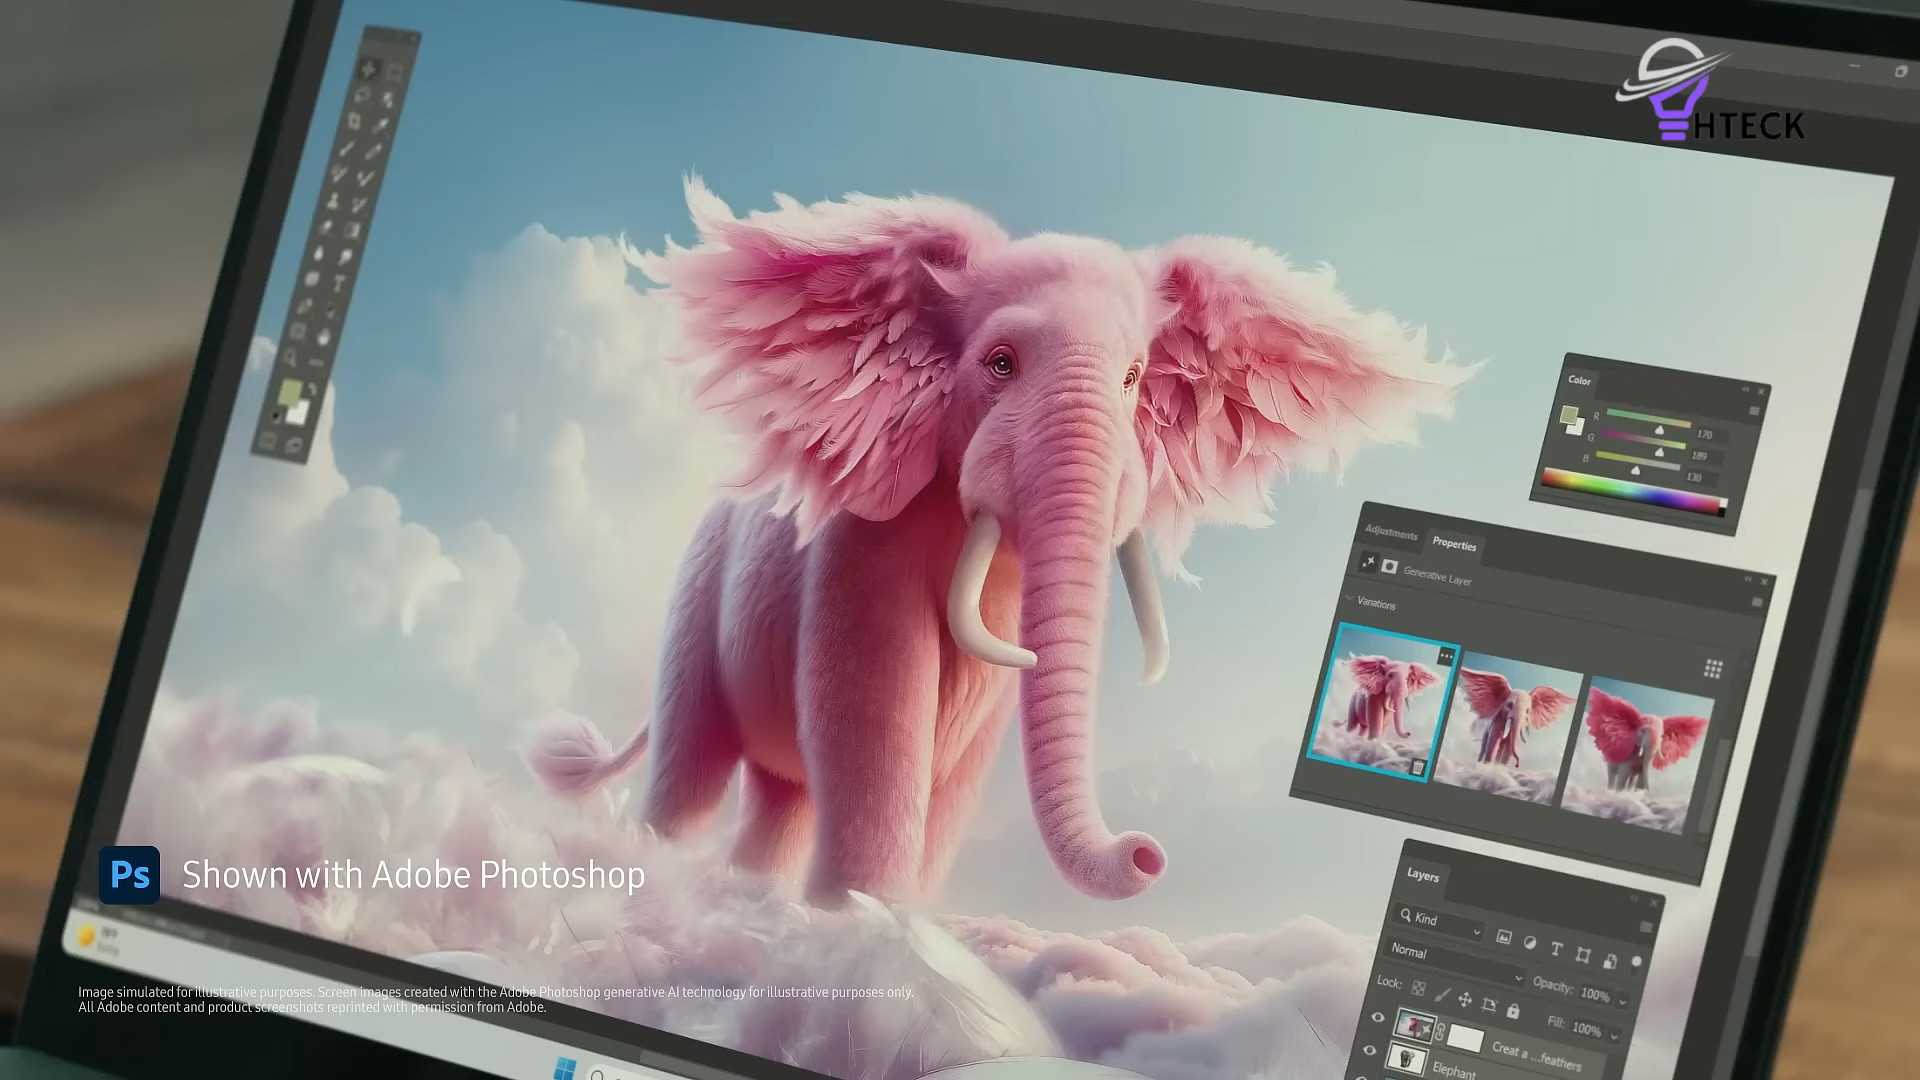 HTECK
Color
R 170
G 189
B 130
Adjustments Properties
Generative Layer
Variations
Layers
Kind
Normal
Opacity: 100%
Lock:
Fill: 100%
Creat a ...feathers
Elephant
Ps Shown with Adobe Photoshop
Image simulated for illustrative purposes. Screen images created with the Adobe Photoshop generative AI technology for illustrative purposes only.
All Adobe content and product screenshots reprinted with permission from Adobe.